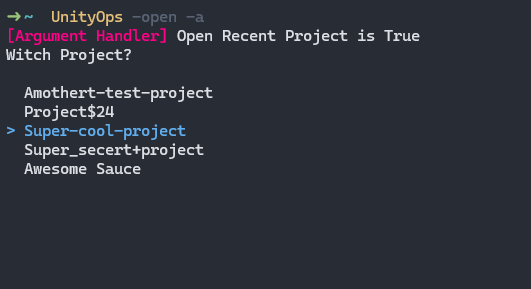 → ~ UnityOps -open -a
[Argument Handler] Open Recent Project is True
Witch Project?
Amothert-test-project
Project$24
> Super-cool-project
Super_secert+project
Awesome Sauce